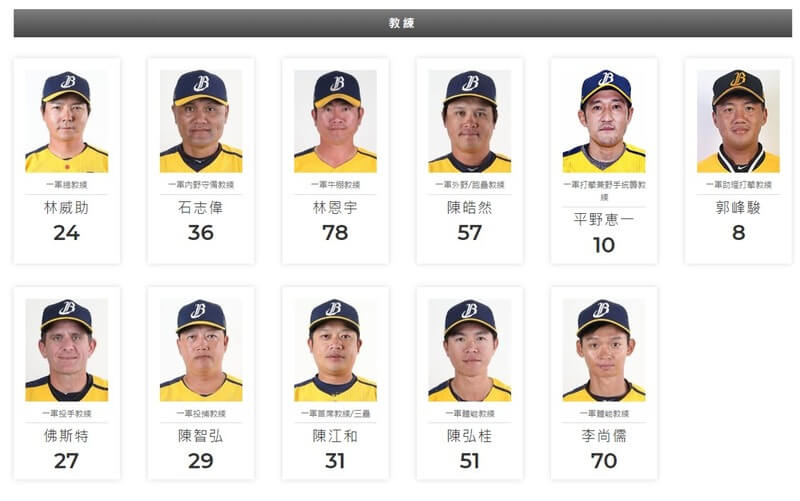 教練
一軍總教練
林威助
24
一軍內野守備教練
石志偉
36
一軍牛棚教練
林恩宇
78
一軍外野/跑壘教練
陳皓然
57
一軍打擊兼野手統籌教
練
平野恵一
10
一軍助理打擊教練
郭峰駿
8
一軍投手教練
佛斯特
27
一軍投捕教練
陳智弘
29
一軍首席教練/三壘
陳江和
31
一軍體能教練
陳弘桂
51
一軍體能教練
李尚儒
70